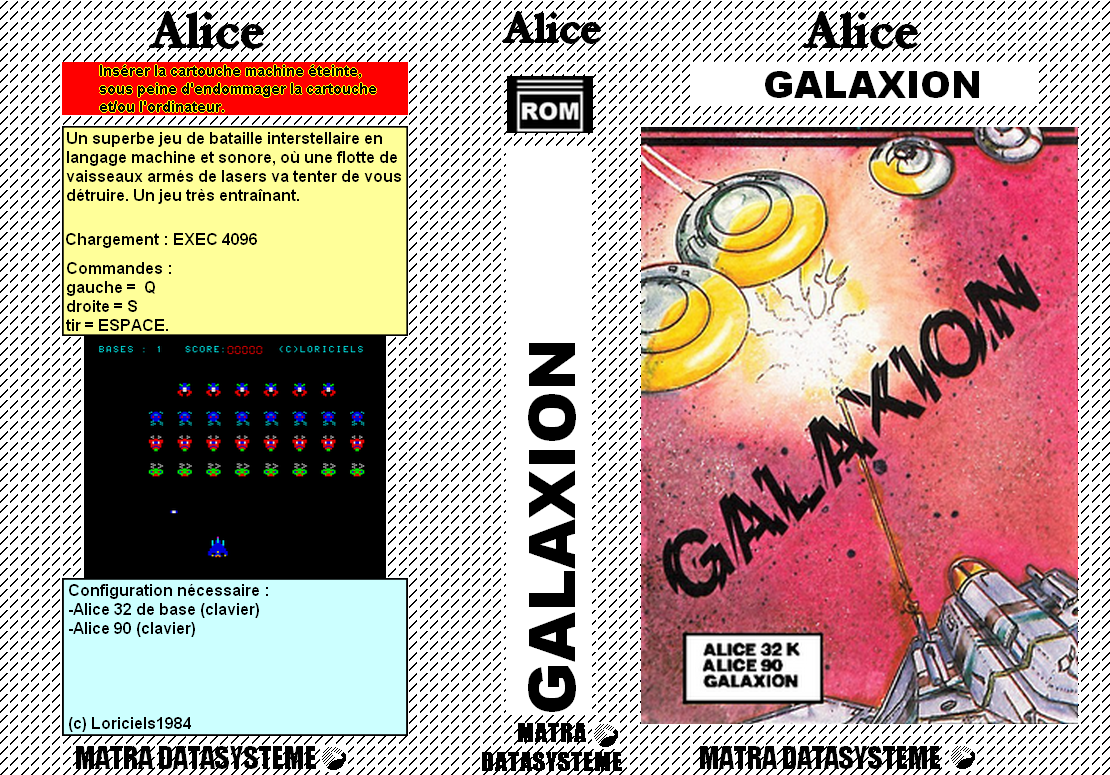 Alice
Insérer la cartouche machine éteinte,
sous peine d'endommager la cartouche
et/ou l'ordinateur.
Un superbe jeu de bataille interstellaire en
langage machine et sonore, où une flotte de
vaisseaux armés de lasers va tenter de vous
détruire. Un jeu très entraînant.
Chargement : EXEC 4096
Commandes :
gauche = Q
droite = S
tir = ESPACE.
BASES : 1 SCORE:00000 (C)LORICIELS
Configuration nécessaire :
-Alice 32 de base (clavier)
-Alice 90 (clavier)
(c) Loriciels1984
MATRA DATASYSTEME
Alice
ROM
GALAXION
MATRA
DATASYSTEME
Alice
GALAXION
GALAXION
ALICE 32 K
ALICE 90
GALAXION
MATRA DATASYSTEME